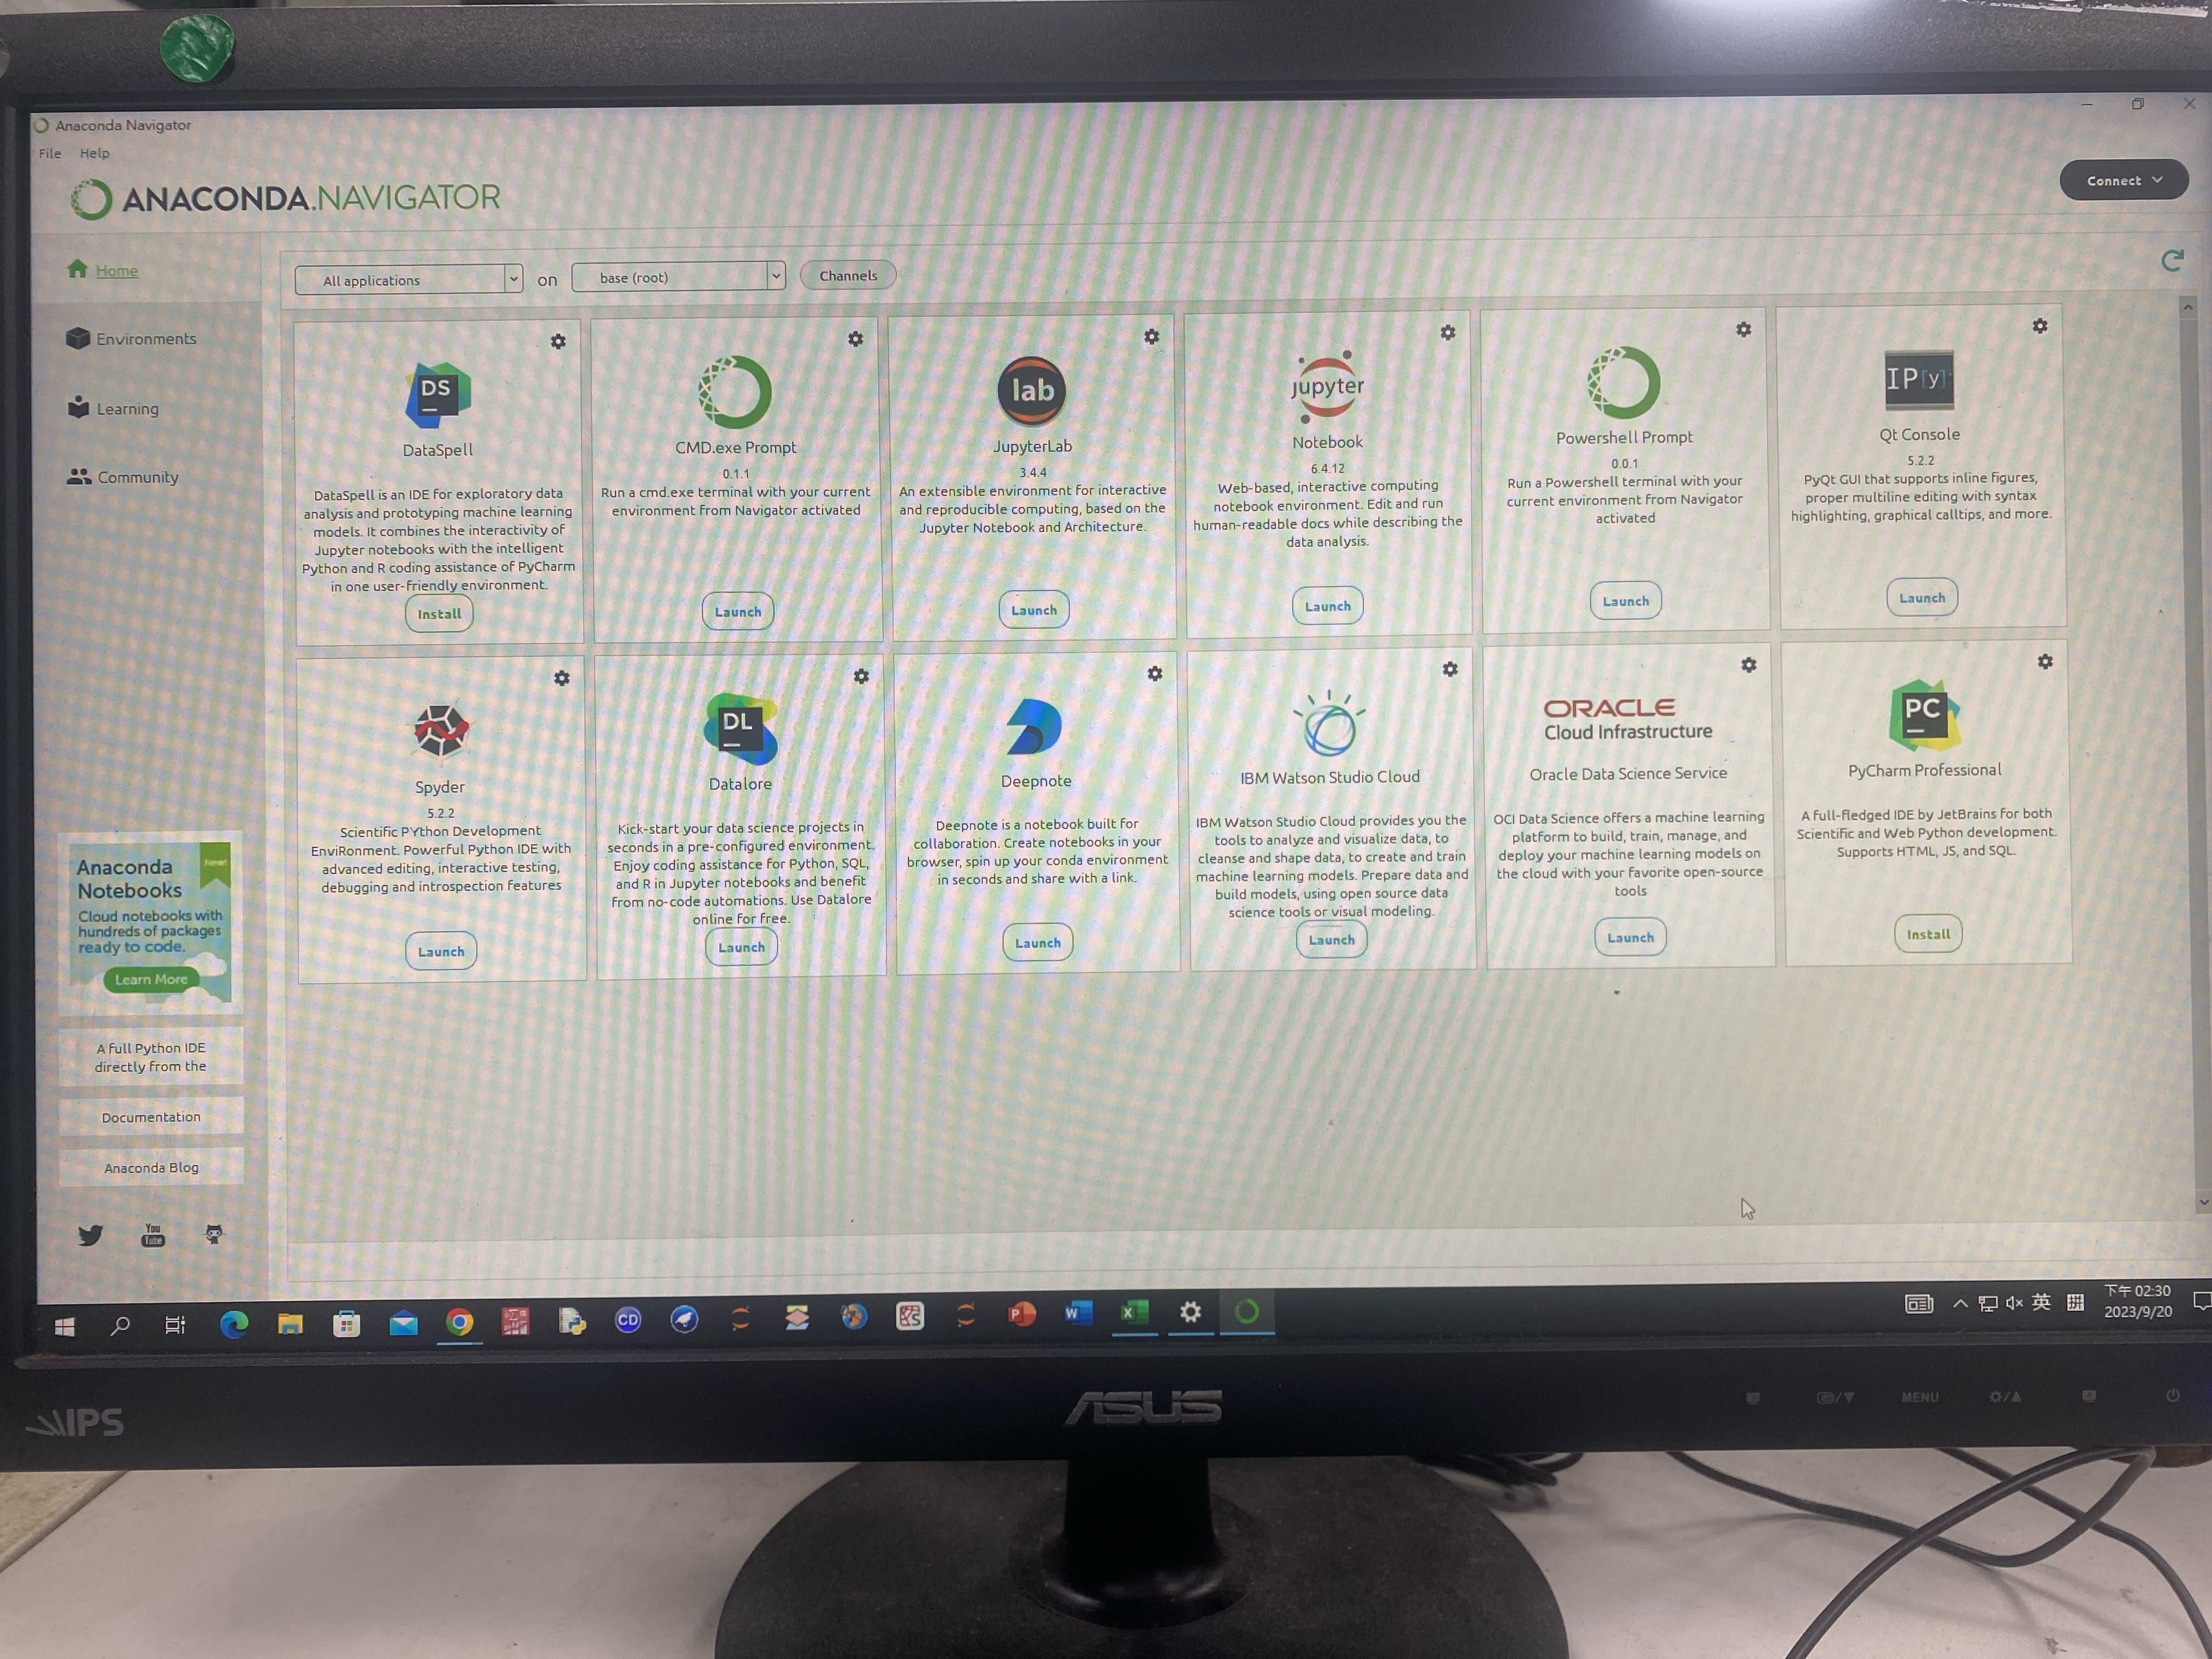 Anaconda Navigator
File Help
ANACONDA.NAVIGATOR
Connect
Home
Environments
Learning
Community
All applications on base (root) Channels
DS
DataSpell
DataSpell is an IDE for exploratory data
analysis and prototyping machine learning
models. It combines the interactivity of
Jupyter notebooks with the intelligent
Python and R coding assistance of PyCharm
in one user-friendly environment.
Install
CMD.exe Prompt
0.1.1
Run a cmd.exe terminal with your current
environment from Navigator activated
Launch
lab
JupyterLab
3.4.4
An extensible environment for interactive
and reproducible computing, based on the
Jupyter Notebook and Architecture.
Launch
jupyter
Notebook
6.4.12
Web-based, interactive computing
notebook environment. Edit and run
human-readable docs while describing the
data analysis.
Launch
Powershell Prompt
0.0.1
Run a Powershell terminal with your
current environment from Navigator
activated
Launch
IP[y]:
Qt Console
5.2.2
PyQt GUI that supports inline figures,
proper multiline editing with syntax
highlighting, graphical calltips, and more.
Launch
Spyder
5.2.2
Scientific PYthon Development
EnviRonment. Powerful Python IDE with
advanced editing, interactive testing,
debugging and introspection features
Launch
DL
Datalore
Kick-start your data science projects in
seconds in a pre-configured environment.
Enjoy coding assistance for Python, SQL,
and R in Jupyter notebooks and benefit
from no-code automations. Use Datalore
online for free.
Launch
Deepnote
Deepnote is a notebook built for
collaboration. Create notebooks in your
browser, spin up your conda environment
in seconds and share with a link.
Launch
IBM Watson Studio Cloud
IBM Watson Studio Cloud provides you the
tools to analyze and visualize data, to
cleanse and shape data, to create and train
machine learning models. Prepare data and
build models, using open source data
science tools or visual modeling.
Launch
ORACLE
Cloud Infrastructure
Oracle Data Science Service
OCI Data Science offers a machine learning
platform to build, train, manage, and
deploy your machine learning models on
the cloud with your favorite open-source
tools
Launch
PC
PyCharm Professional
A full-fledged IDE by JetBrains for both
Scientific and Web Python development.
Supports HTML, JS, and SQL.
Install
New!
Anaconda
Notebooks
Cloud notebooks with
hundreds of packages
ready to code.
Learn More
A full Python IDE
directly from the
Documentation
Anaconda Blog
You
Tube
CD
P
W
X
英
拼
下午 02:30
2023/9/20
IPS
ASUS
MENU